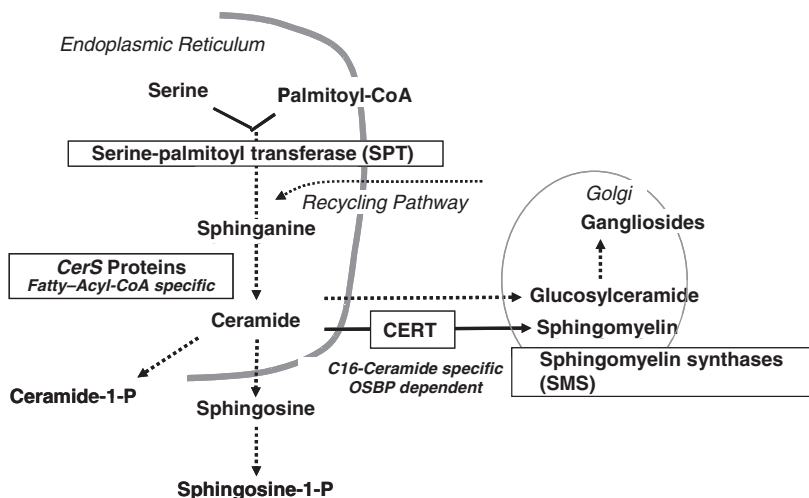 Endoplasmic Reticulum
Serine
Palmitoyl-CoA
Serine-palmitoyl transferase (SPT)
Recycling Pathway
Sphinganine
CerS Proteins
Fatty–Acyl-CoA specific
Ceramide
CERT
C16-Ceramide specific
OSBP dependent
Ceramide-1-P
Sphingosine
Sphingosine-1-P
Golgi
Gangliosides
Glucosylceramide
Sphingomyelin
Sphingomyelin synthases
(SMS)